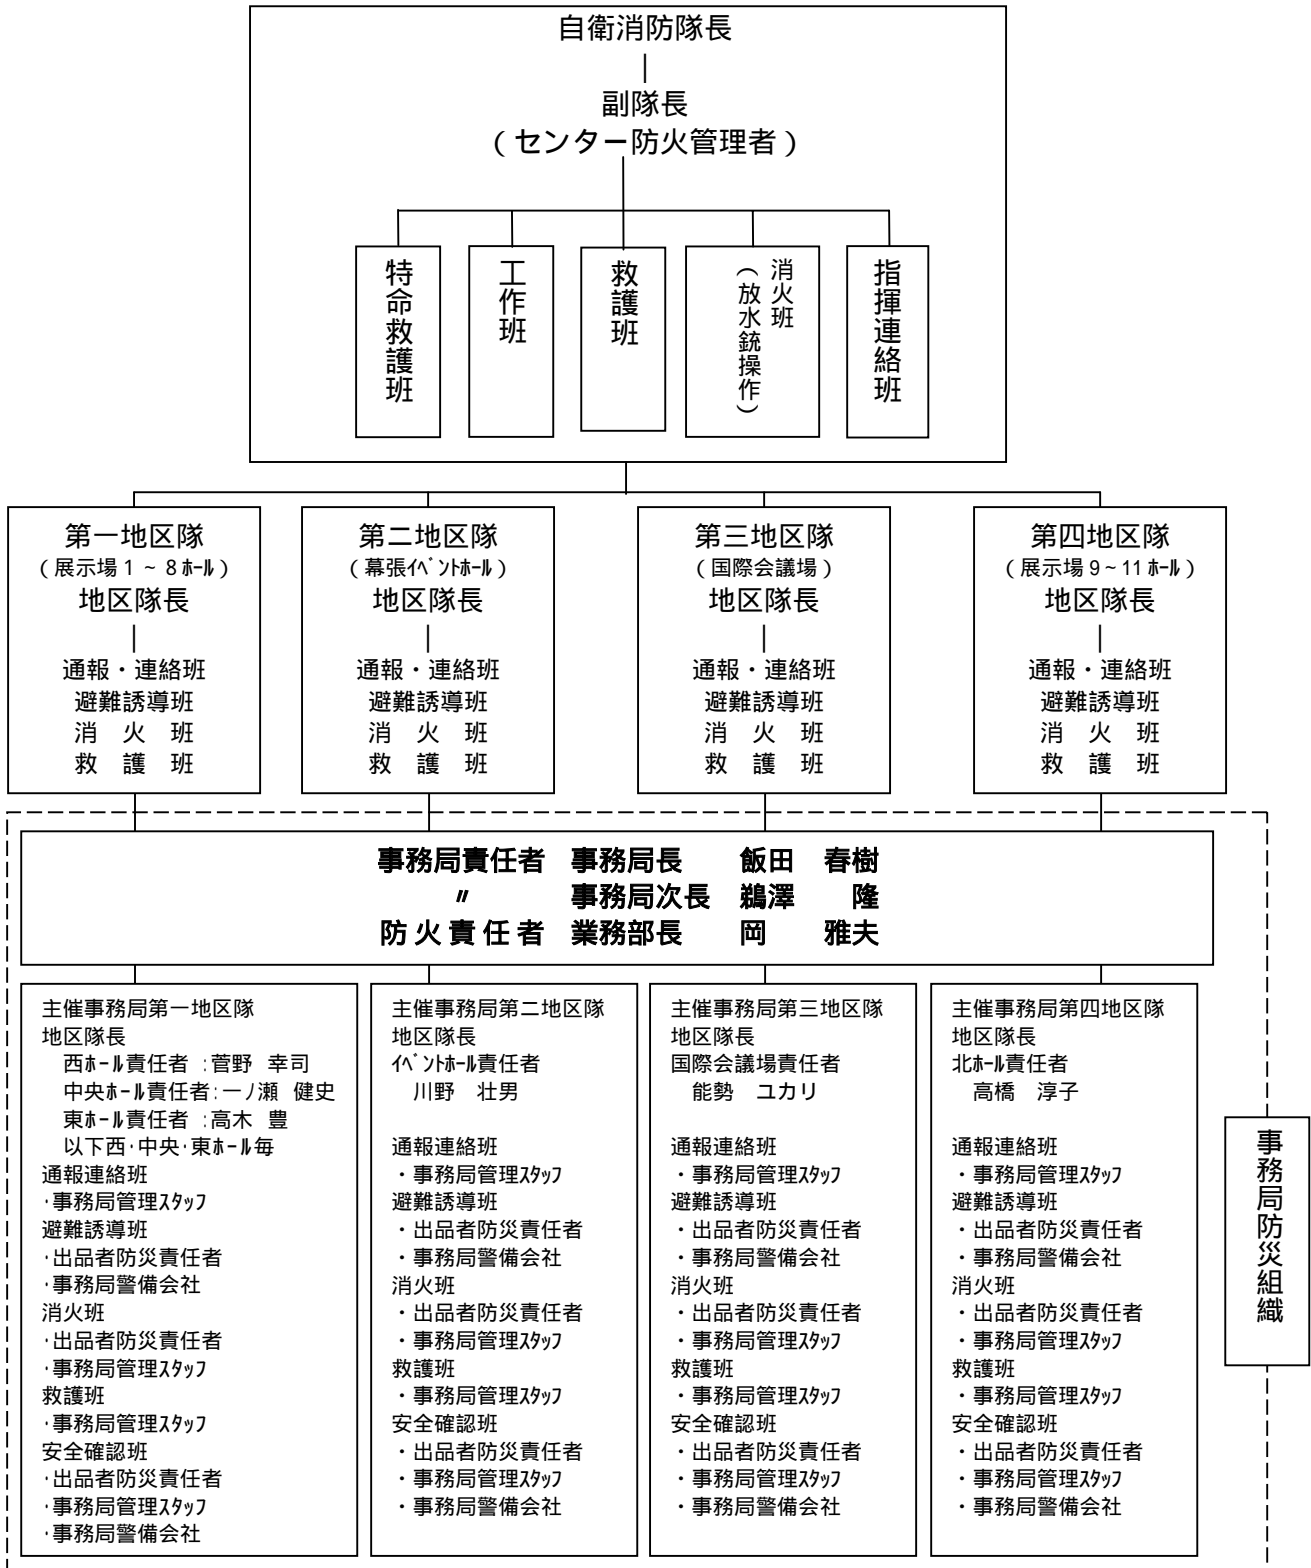 自衛消防隊長
副隊長
(センター防火管理者)
特命救護班
工作班
救護班
消火班
(放水銃操作)
指揮連絡班
第一地区隊
(展示場1~8ホール)
地区隊長
通報・連絡班
避難誘導班
消 火 班
救 護 班
第二地区隊
(幕張イベントホール)
地区隊長
通報・連絡班
避難誘導班
消 火 班
救 護 班
第三地区隊
(国際会議場)
地区隊長
通報・連絡班
避難誘導班
消 火 班
救 護 班
第四地区隊
(展示場9~11ホール)
地区隊長
通報・連絡班
避難誘導班
消 火 班
救 護 班
事務局責任者 事務局長 飯田 春樹
〃 事務局次長 鵜澤 隆
防火責任者 業務部長 岡 雅夫
主催事務局第一地区隊
地区隊長
西ホール責任者 :菅野 幸司
中央ホール責任者:一ノ瀬 健史
東ホール責任者 :高木 豊
以下西・中央・東ホール毎
通報連絡班
・事務局管理スタッフ
避難誘導班
・出品者防災責任者
・事務局警備会社
消火班
・出品者防災責任者
・事務局管理スタッフ
救護班
・事務局管理スタッフ
安全確認班
・出品者防災責任者
・事務局管理スタッフ
・事務局警備会社
主催事務局第二地区隊
地区隊長
イベントホール責任者
川野 壮男
通報連絡班
・事務局管理スタッフ
避難誘導班
・出品者防災責任者
・事務局警備会社
消火班
・出品者防災責任者
・事務局管理スタッフ
救護班
・事務局管理スタッフ
安全確認班
・出品者防災責任者
・事務局管理スタッフ
・事務局警備会社
主催事務局第三地区隊
地区隊長
国際会議場責任者
能勢 ユカリ
通報連絡班
・事務局管理スタッフ
避難誘導班
・出品者防災責任者
・事務局警備会社
消火班
・出品者防災責任者
・事務局管理スタッフ
救護班
・事務局管理スタッフ
安全確認班
・出品者防災責任者
・事務局管理スタッフ
・事務局警備会社
主催事務局第四地区隊
地区隊長
北ホール責任者
高橋 淳子
通報連絡班
・事務局管理スタッフ
避難誘導班
・出品者防災責任者
・事務局警備会社
消火班
・出品者防災責任者
・事務局管理スタッフ
救護班
・事務局管理スタッフ
安全確認班
・出品者防災責任者
・事務局管理スタッフ
・事務局警備会社
事務局防災組織